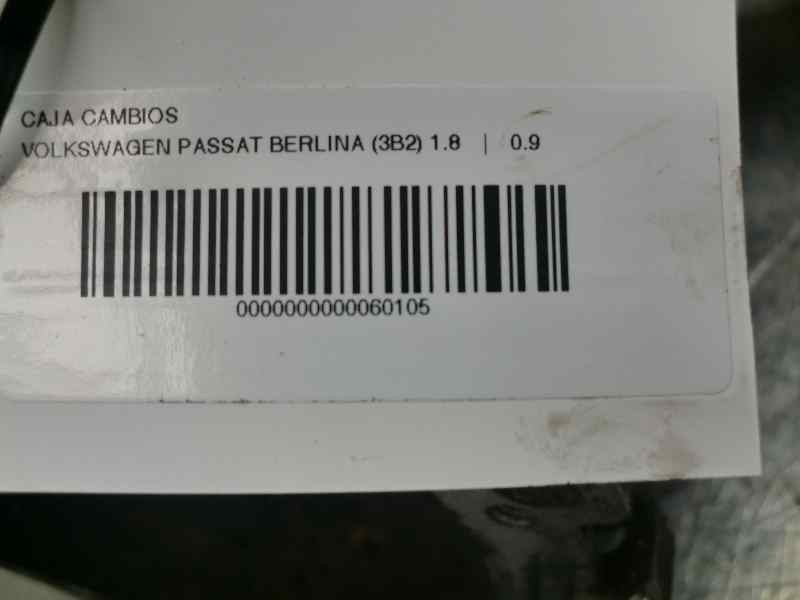 CAJA CAMBIOS
VOLKSWAGEN PASSAT BERLINA (3B2) 1.8 | 0.9
0000000000060105